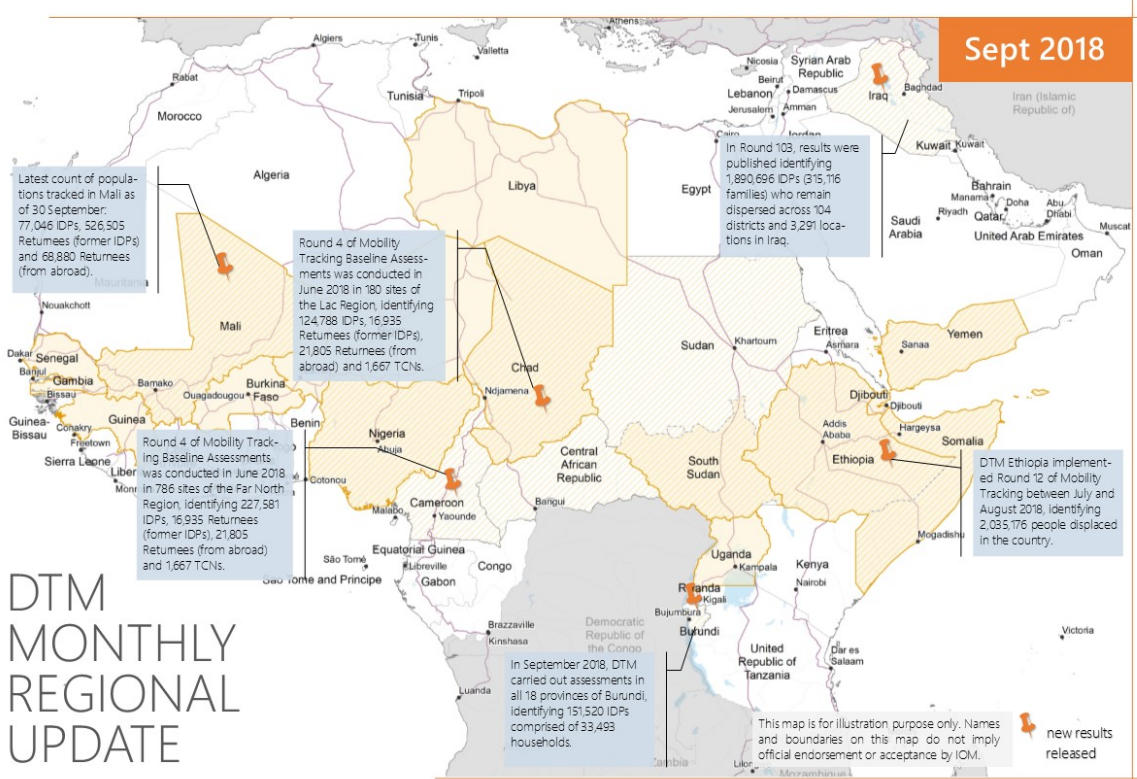 Sept 2018
Athens
Algiers
Tunis
Valletta
Nicosia
Syrian Arab
Republic
Beirut
Lebanon
Damascus
Jerusalem
Amman
Iraq
Baghdad
Iran (Islamic
Republic of)
Rabat
Tunisia
Tripoli
Morocco
Cairo
Jordan
Kuwait
Kuwait
Algeria
Libya
Egypt
Bahrain
Manama
Doha
Abu
Dhabi
Riyadh
Qatar
Saudi
Arabia
United Arab Emirates
Muscat
Oman
Latest count of popula-
tions tracked in Mali as
of 30 September:
77,046 IDPs, 526,505
Returnees (former IDPs)
and 68,880 Returnees
(from abroad).
In Round 103, results were
published identifying
1,890,696 IDPs (315,116
families) who remain
dispersed across 104
districts and 3,291 loca-
tions in Iraq.
Round 4 of Mobility
Tracking Baseline Assess-
ments was conducted in
June 2018 in 180 sites of
the Lac Region, identifying
124,788 IDPs, 16,935
Returnees (former IDPs),
21,805 Returnees (from
abroad) and 1,667 TCNs.
Mauritania
Nouakchott
Mali
Dakar
Senegal
Banjul
Gambia
Bissau
Guinea-
Bissau
Bamako
Ouagadougou
Burkina
Faso
Guinea
Conakry
Freetown
Sierra Leone
Liber
Monr
Benin
Cotonou
Nigeria
Abuja
Chad
Ndjamena
Sudan
Khartoum
Eritrea
Asmara
Yemen
Sanaa
Djibouti
Djibouti
Addis
Ababa
Hargeysa
Somalia
Ethiopia
Mogadishu
South
Sudan
Central
African
Republic
Bangui
Cameroon
Yaounde
Malabo
Equatorial Guinea
São Tomé
São Tome and Principe
Libreville
Gabon
Congo
Round 4 of Mobility Track-
ing Baseline Assessments
was conducted in June 2018
in 786 sites of the Far North
Region, identifying 227,581
IDPs, 16,935 Returnees
(former IDPs), 21,805
Returnees (from abroad)
and 1,667 TCNs.
DTM Ethiopia implement-
ed Round 12 of Mobility
Tracking between July and
August 2018, identifying
2,035,176 people displaced
in the country.
Uganda
Kampala
Kenya
Nairobi
Rwanda
Kigali
Bujumbura
Burundi
Brazzaville
Kinshasa
Democratic
Republic of
the Congo
Luanda
United
Republic of
Tanzania
Dar es
Salaam
Victoria
Zambia
Lilon
Mozambique
In September 2018, DTM
carried out assessments in
all 18 provinces of Burundi,
identifying 151,520 IDPs
comprised of 33,493
households.
DTM
MONTHLY
REGIONAL
UPDATE
This map is for illustration purpose only. Names
and boundaries on this map do not imply
official endorsement or acceptance by IOM.
new results
released